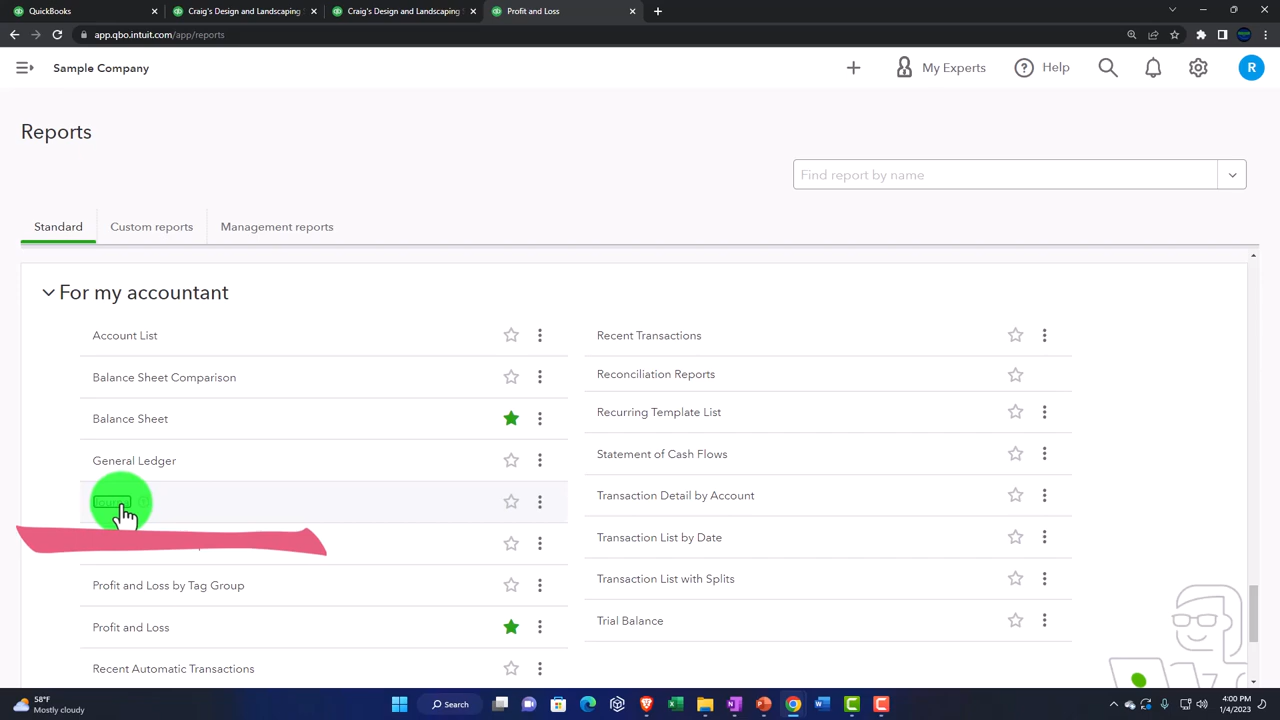 QuickBooks
Craig's Design and Landscaping S
Craig's Design and Landscaping S
Profit and Loss
app.qbo.intuit.com/app/reports
Sample Company
My Experts
Help
R
Reports
Find report by name
Standard
Custom reports
Management reports
For my accountant
Account List
Recent Transactions
Balance Sheet Comparison
Reconciliation Reports
Balance Sheet
Recurring Template List
General Ledger
Statement of Cash Flows
Transaction Detail by Account
Transaction List by Date
Profit and Loss by Tag Group
Transaction List with Splits
Profit and Loss
Trial Balance
Recent Automatic Transactions
58°F
Mostly cloudy
Search
4:00 PM
1/4/2023